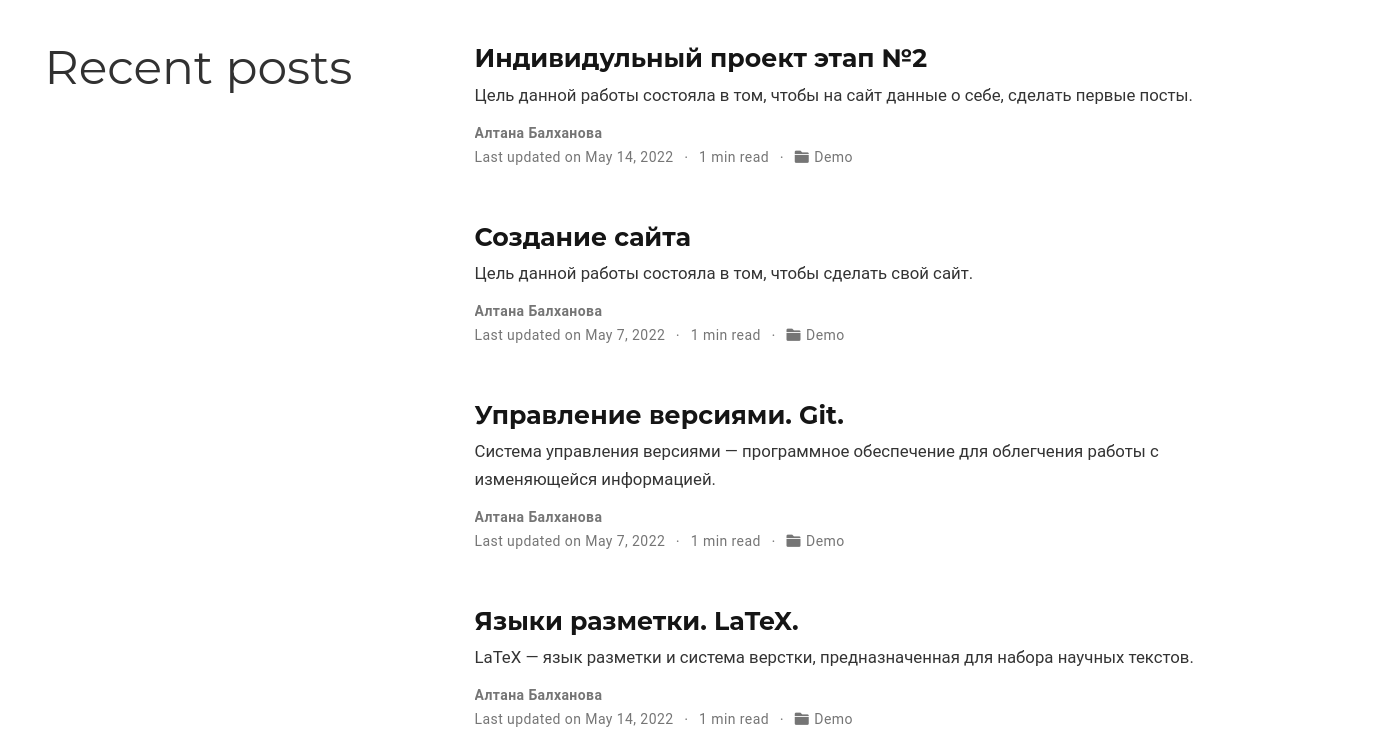 Recent posts
Индивидульный проект этап №2
Цель данной работы состояла в том, чтобы на сайт данные о себе, сделать первые посты.
Алтана Балханова
Last updated on May 14, 2022 · 1 min read · Demo
Создание сайта
Цель данной работы состояла в том, чтобы сделать свой сайт.
Алтана Балханова
Last updated on May 7, 2022 · 1 min read · Demo
Управление версиями. Git.
Система управления версиями — программное обеспечение для облегчения работы с
изменяющейся информацией.
Алтана Балханова
Last updated on May 7, 2022 · 1 min read · Demo
Языки разметки. LaTeX.
LaTeX — язык разметки и система верстки, предназначенная для набора научных текстов.
Алтана Балханова
Last updated on May 14, 2022 · 1 min read · Demo